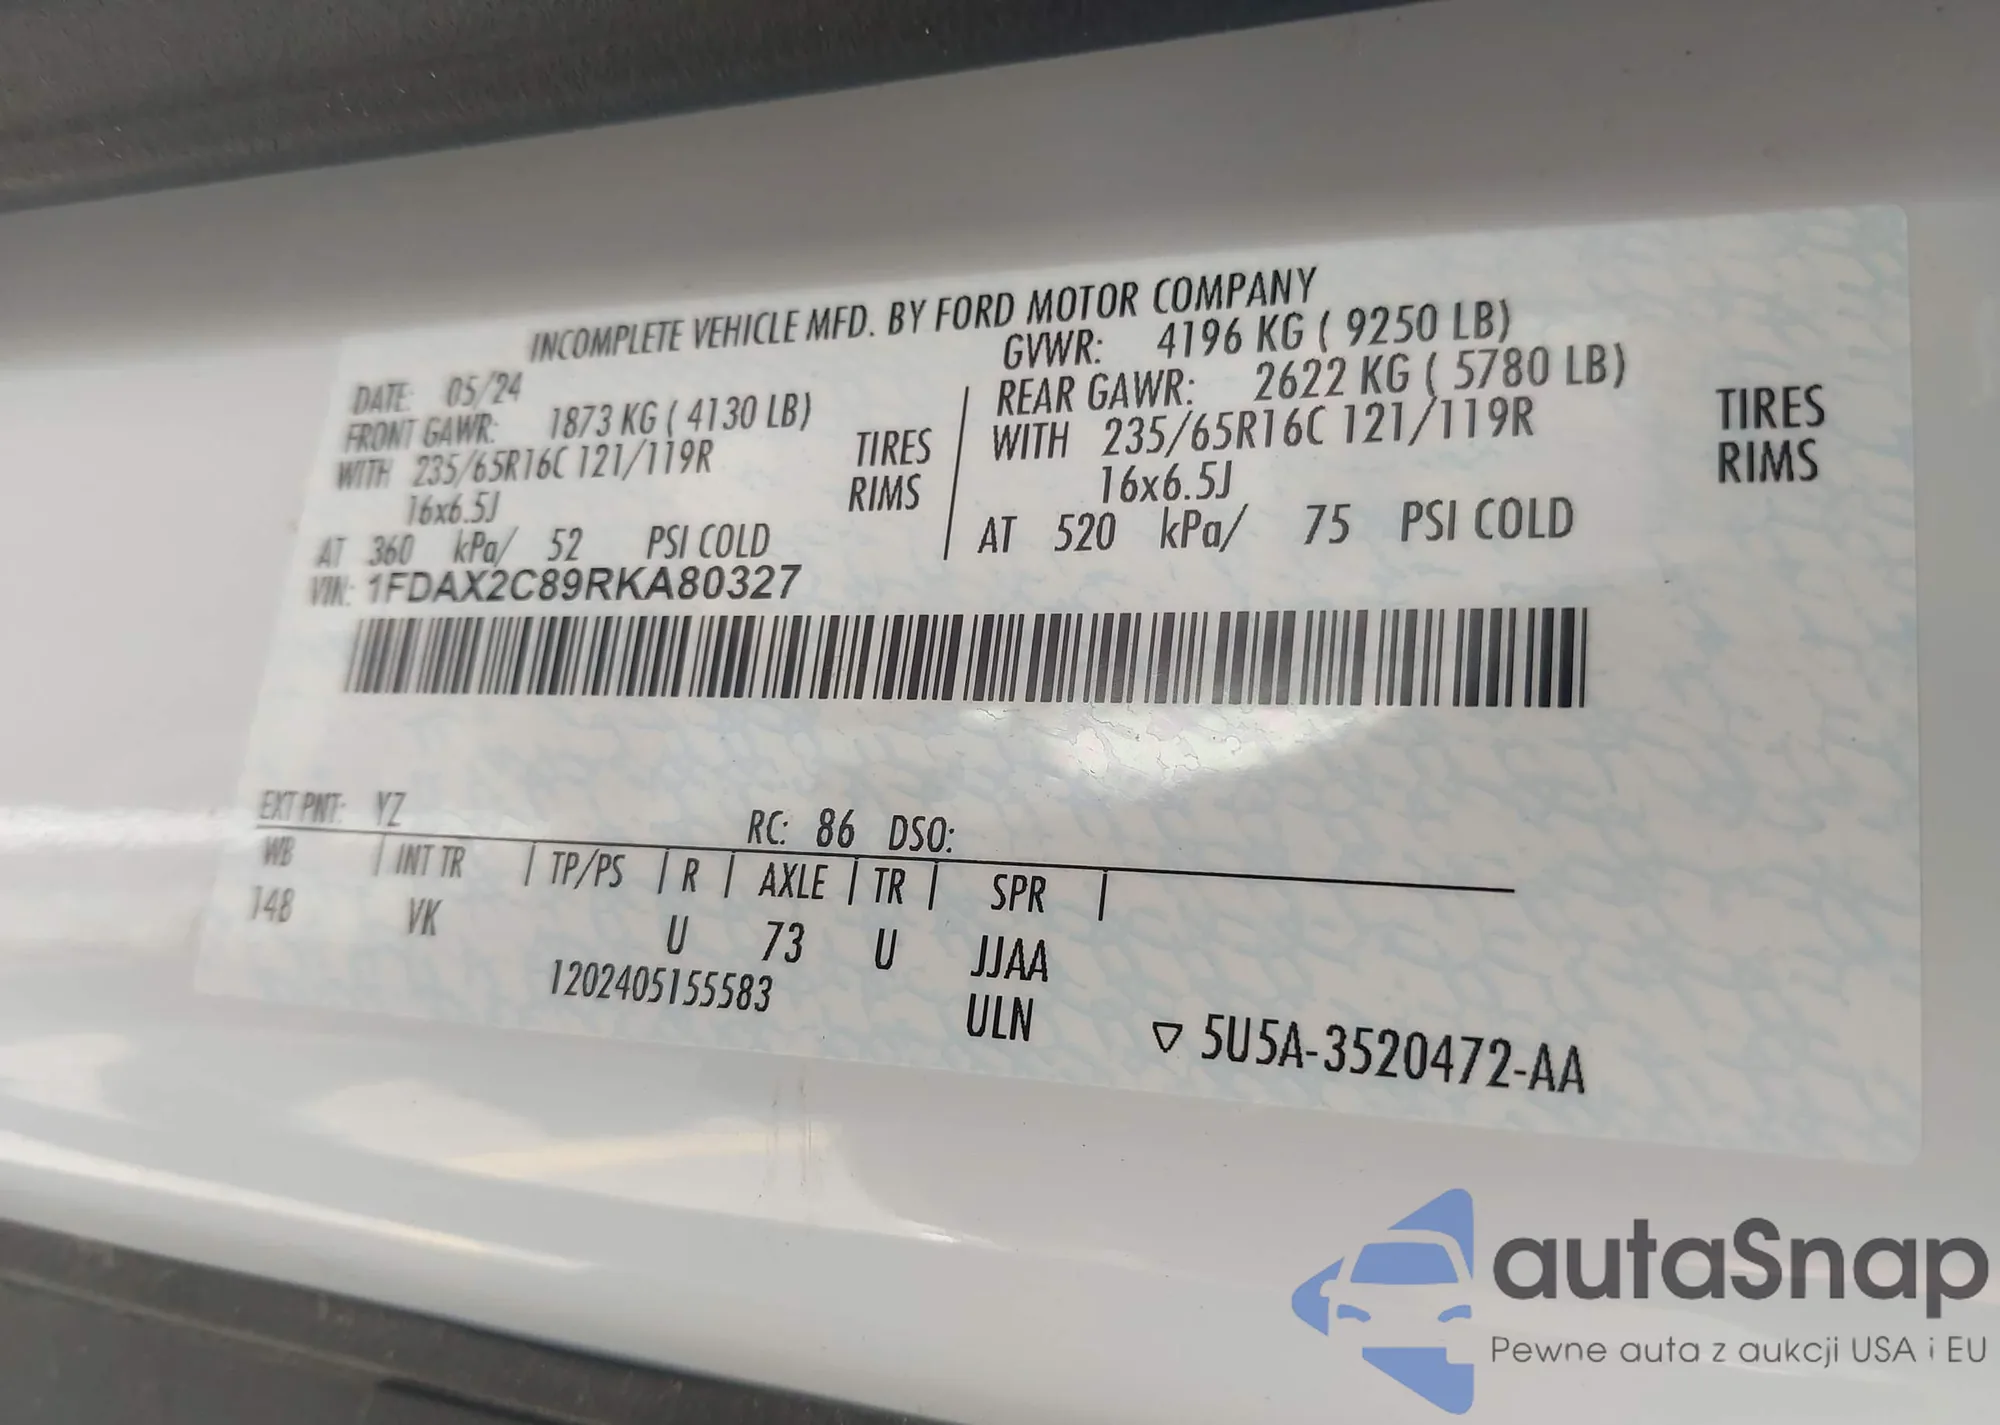 INCOMPLETE VEHICLE MFD. BY FORD MOTOR COMPANY
DATE: 05/24
GVWR: 4196 KG ( 9250 LB)
FRONT GAWR: 1873 KG ( 4130 LB)
REAR GAWR: 2622 KG ( 5780 LB)
WITH 235/65R16C 121/119R TIRES
WITH 235/65R16C 121/119R TIRES
16x6.5J RIMS
16x6.5J RIMS
AT 360 kPa/ 52 PSI COLD
AT 520 kPa/ 75 PSI COLD
VIN: 1FDAX2C89RKA80327
EXT PNT: YZ RC: 86 DSO:
WB | INT TR | TP/PS | R | AXLE | TR | SPR |
148 VK U 73 U JJAA
1202405155583 ULN
▽ 5U5A-3520472-AA
autaSnap
Pewne auta z aukcji USA i EU